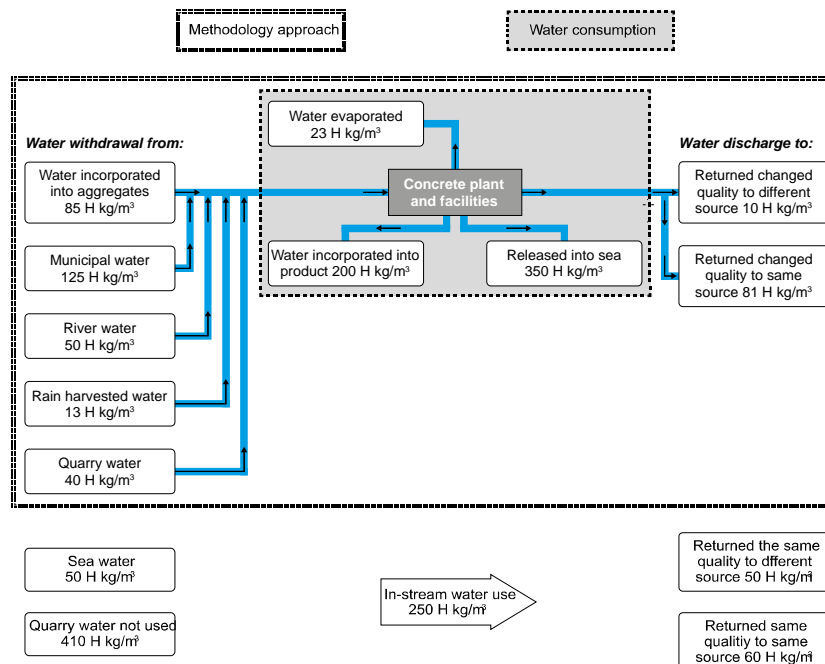 Methodology approach
Water consumption
Water withdrawal from:
Water discharge to:
Water evaporated
23 H kg/m³
Water incorporated
into aggregates
85 H kg/m³
Concrete plant
and facilities
Returned changed
quality to different
source 10 H kg/m³
Municipal water
125 H kg/m³
Water incorporated into
product 200 H kg/m³
Released into sea
350 H kg/m³
Returned changed
quality to same
source 81 H kg/m³
River water
50 H kg/m³
Rain harvested water
13 H kg/m³
Quarry water
40 H kg/m³
Sea water
50 H kg/m³
In-stream water use
250 H kg/m³
Returned the same
quality to dfferent
source 50 H kg/m³
Quarry water not used
410 H kg/m³
Returned same
qualitiy to same
source 60 H kg/m³